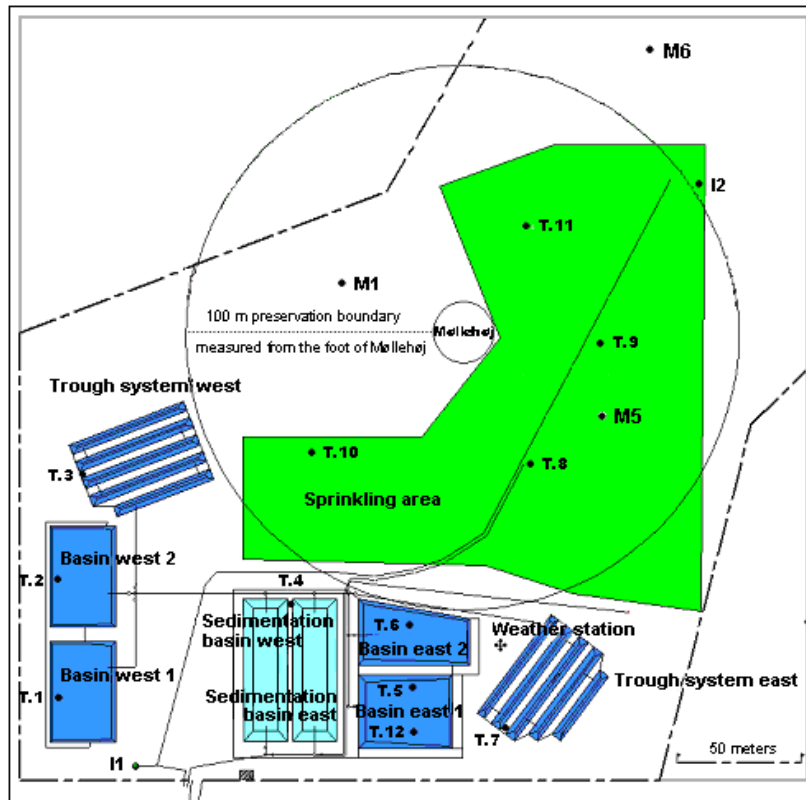 M6
I2
T.11
M1
100 m preservation boundary
Møllehøj
measured from the foot of Møllehøj
T.9
Trough system west
M5
T.10
T.3
T.8
Sprinkling area
Basin west 2
T.2
T.4
Sedimentation
basin west
T.6
Weather station
Basin east 2
Basin west 1
Trough system east
T.1
Sedimentation
basin east
T.5
Basin east 1
T.12
T.7
50 meters
I1